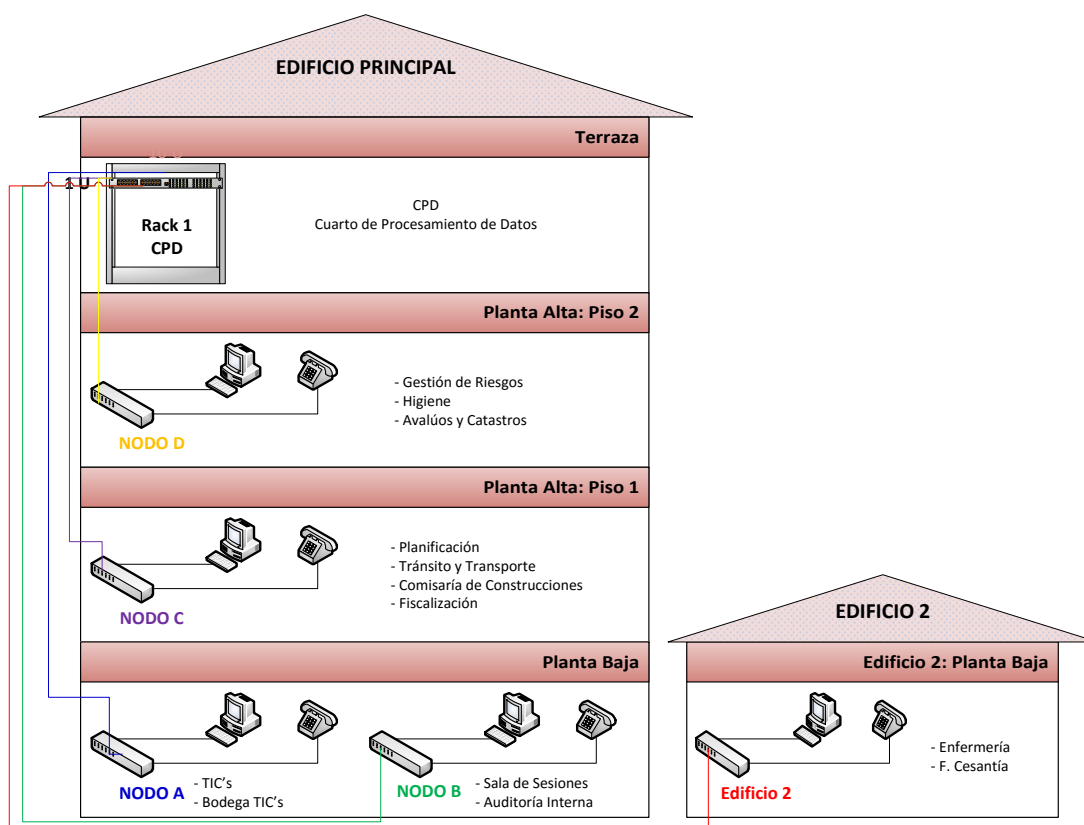 EDIFICIO PRINCIPAL
Terraza
1 U
Rack 1
CPD
CPD
Cuarto de Procesamiento de Datos
Planta Alta: Piso 2
- Gestión de Riesgos
- Higiene
- Avalúos y Catastros
NODO D
Planta Alta: Piso 1
- Planificación
- Tránsito y Transporte
- Comisaría de Construcciones
- Fiscalización
NODO C
EDIFICIO 2
Planta Baja
Edificio 2: Planta Baja
NODO A
- TIC's
- Bodega TIC's
NODO B
- Sala de Sesiones
- Auditoría Interna
Edificio 2
- Enfermería
- F. Cesantía